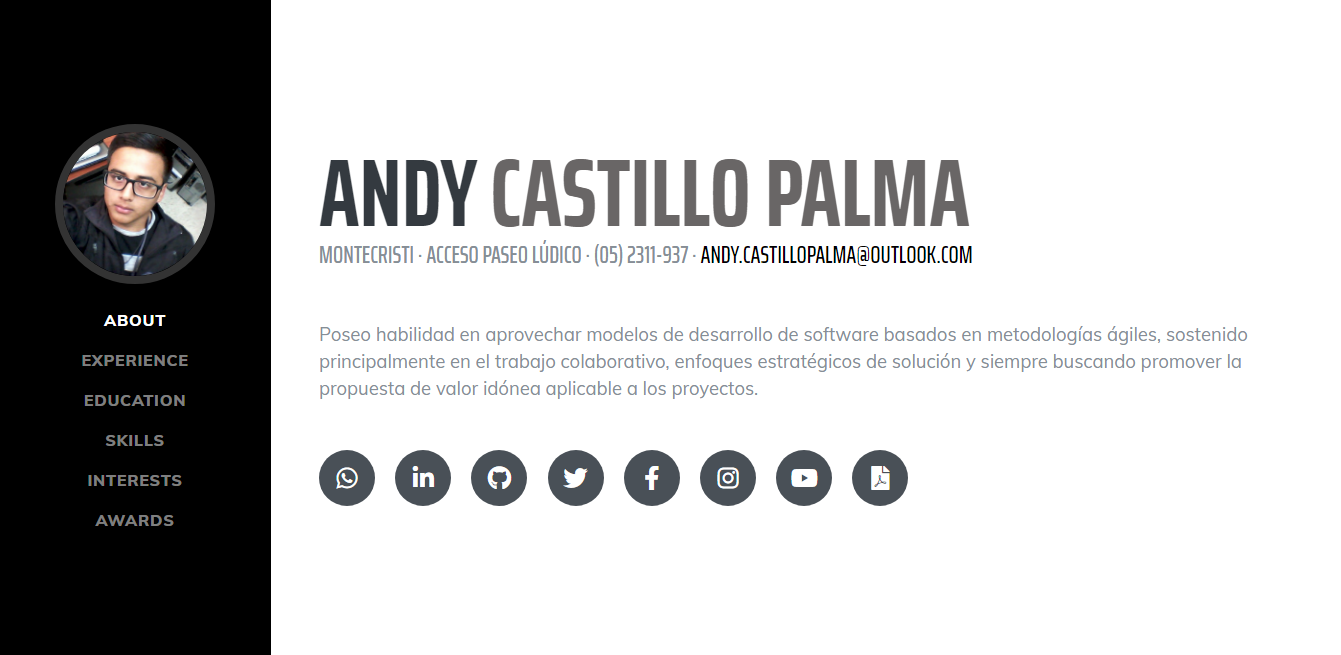 ABOUT
EXPERIENCE
EDUCATION
SKILLS
INTERESTS
AWARDS
ANDY CASTILLO PALMA
MONTECRISTI · ACCESO PASEO LÚDICO · (05) 2311-937 · ANDY.CASTILLOPALMA@OUTLOOK.COM
Poseo habilidad en aprovechar modelos de desarrollo de software basados en metodologías ágiles, sostenido
principalmente en el trabajo colaborativo, enfoques estratégicos de solución y siempre buscando promover la
propuesta de valor idónea aplicable a los proyectos.